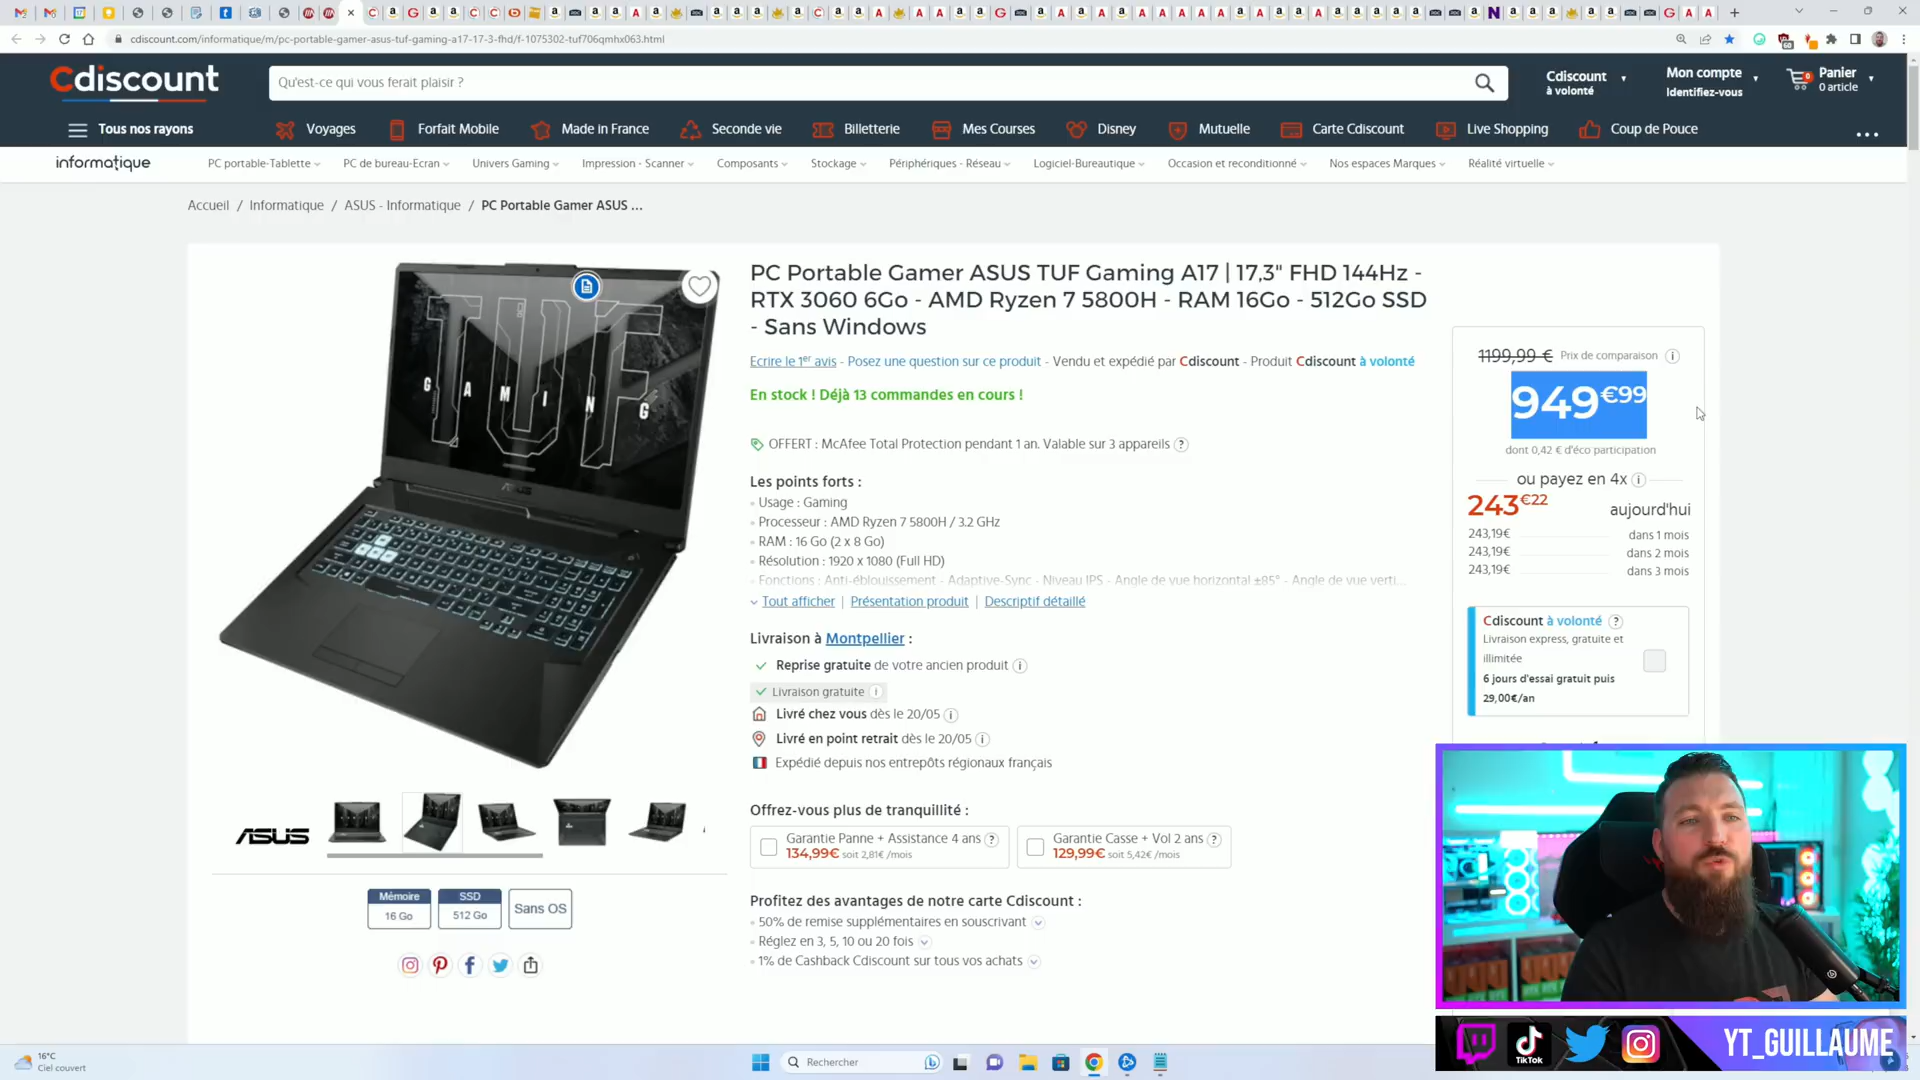 cdiscount.com/informatique/m/pc-portable-gamer-asus-tuf-gaming-a17-17-3-fhd/f-1075302-tuf706qmhx063.html
Cdiscount
Qu'est-ce qui vous ferait plaisir ?
Cdiscount
à volonté
Mon compte
Identifiez-vous
0
Panier
0 article
Tous nos rayons
Voyages
Forfait Mobile
Made in France
Seconde vie
Billetterie
Mes Courses
Disney
Mutuelle
Carte Cdiscount
Live Shopping
Coup de Pouce
informatique
PC portable-Tablette
PC de bureau-Ecran
Univers Gaming
Impression - Scanner
Composants
Stockage
Périphériques - Réseau
Logiciel-Bureautique
Occasion et reconditionné
Nos espaces Marques
Réalité virtuelle
Accueil / Informatique / ASUS - Informatique / PC Portable Gamer ASUS ...
TUF
GAMING
PC Portable Gamer ASUS TUF Gaming A17 | 17,3" FHD 144Hz -
RTX 3060 6Go - AMD Ryzen 7 5800H - RAM 16Go - 512Go SSD
- Sans Windows
Ecrire le 1er avis - Posez une question sur ce produit - Vendu et expédié par Cdiscount - Produit Cdiscount à volonté
En stock ! Déjà 13 commandes en cours !
OFFERT : McAfee Total Protection pendant 1 an. Valable sur 3 appareils ?
Les points forts :
Usage : Gaming
Processeur : AMD Ryzen 7 5800H / 3.2 GHz
RAM : 16 Go (2 x 8 Go)
Résolution : 1920 x 1080 (Full HD)
Fonctions : Anti-éblouissement - Adaptive-Sync - Niveau IPS - Angle de vue horizontal ±85° - Angle de vue verti...
Tout afficher | Présentation produit | Descriptif détaillé
Livraison à Montpellier :
Reprise gratuite de votre ancien produit
Livraison gratuite
Livré chez vous dès le 20/05
Livré en point retrait dès le 20/05
Expédié depuis nos entrepôts régionaux français
Offrez-vous plus de tranquillité :
Garantie Panne + Assistance 4 ans ?
134,99€ soit 2,81€ /mois
Garantie Casse + Vol 2 ans ?
129,99€ soit 5,42€ /mois
Profitez des avantages de notre carte Cdiscount :
50% de remise supplémentaires en souscrivant
Réglez en 3, 5, 10 ou 20 fois
1% de Cashback Cdiscount sur tous vos achats
1199,99 € Prix de comparaison
949€99
dont 0,42 € d'éco participation
ou payez en 4x
243€22 aujourd'hui
243,19€ dans 1 mois
243,19€ dans 2 mois
243,19€ dans 3 mois
Cdiscount à volonté ?
Livraison express, gratuite et
illimitée
6 jours d'essai gratuit puis
29,00€/an
ASUS
Mémoire
16 Go
SSD
512 Go
Sans OS
TikTok
YT_GUILLAUME
16°C
Ciel couvert
Rechercher